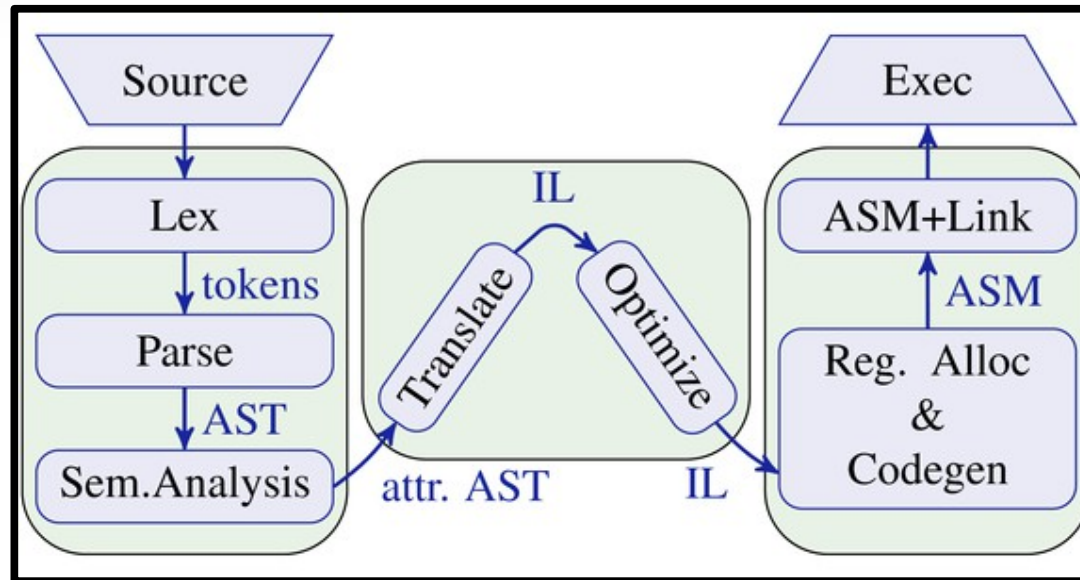 Source
Lex
tokens
Parse
AST
Sem.Analysis
attr. AST
Translate
IL
Optimize
IL
Reg. Alloc
&
Codegen
ASM
ASM+Link
Exec